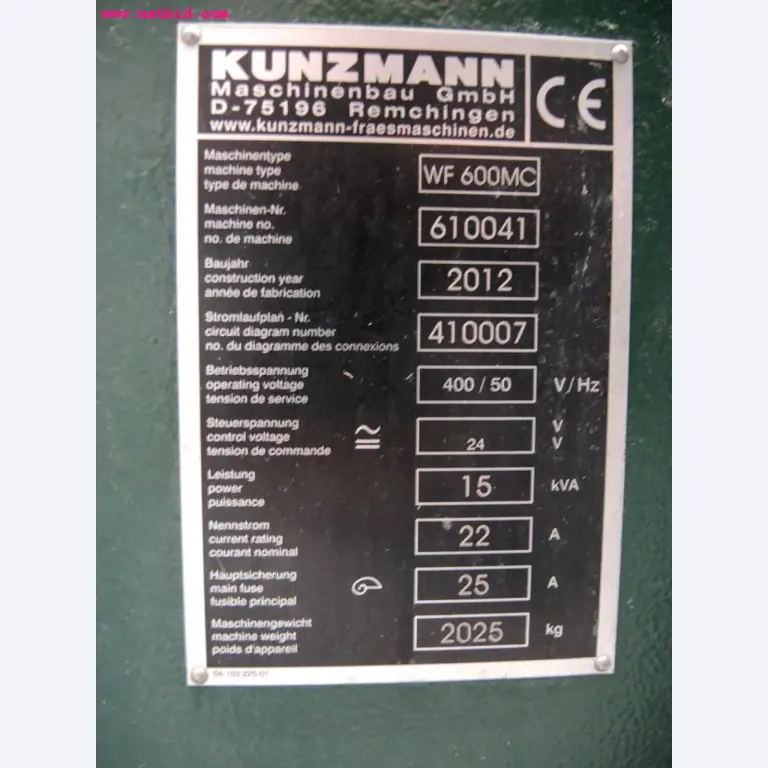 www.netbid.com
KUNZMANN
Maschinenbau GmbH
D-75196 Remchingen
www.kunzmann-fraesmaschinen.de
CE
Maschinentype
machine type
type de machine
WF 600MC
Maschinen-Nr.
machine no.
no. de machine
610041
Baujahr
construction year
année de fabrication
2012
Stromlaufplan - Nr.
circuit diagram number
no. du diagramme des connexions
410007
Betriebsspannung
operating voltage
tension de service
400 / 50 V/Hz
Steuerspannung
control voltage
tension de commande
V
24 V
Leistung
power
puissance
15 kVA
Nennstrom
current rating
courant nominal
22 A
Hauptsicherung
main fuse
fusible principal
25 A
Maschinengewicht
machine weight
poids d'appareil
2025 kg